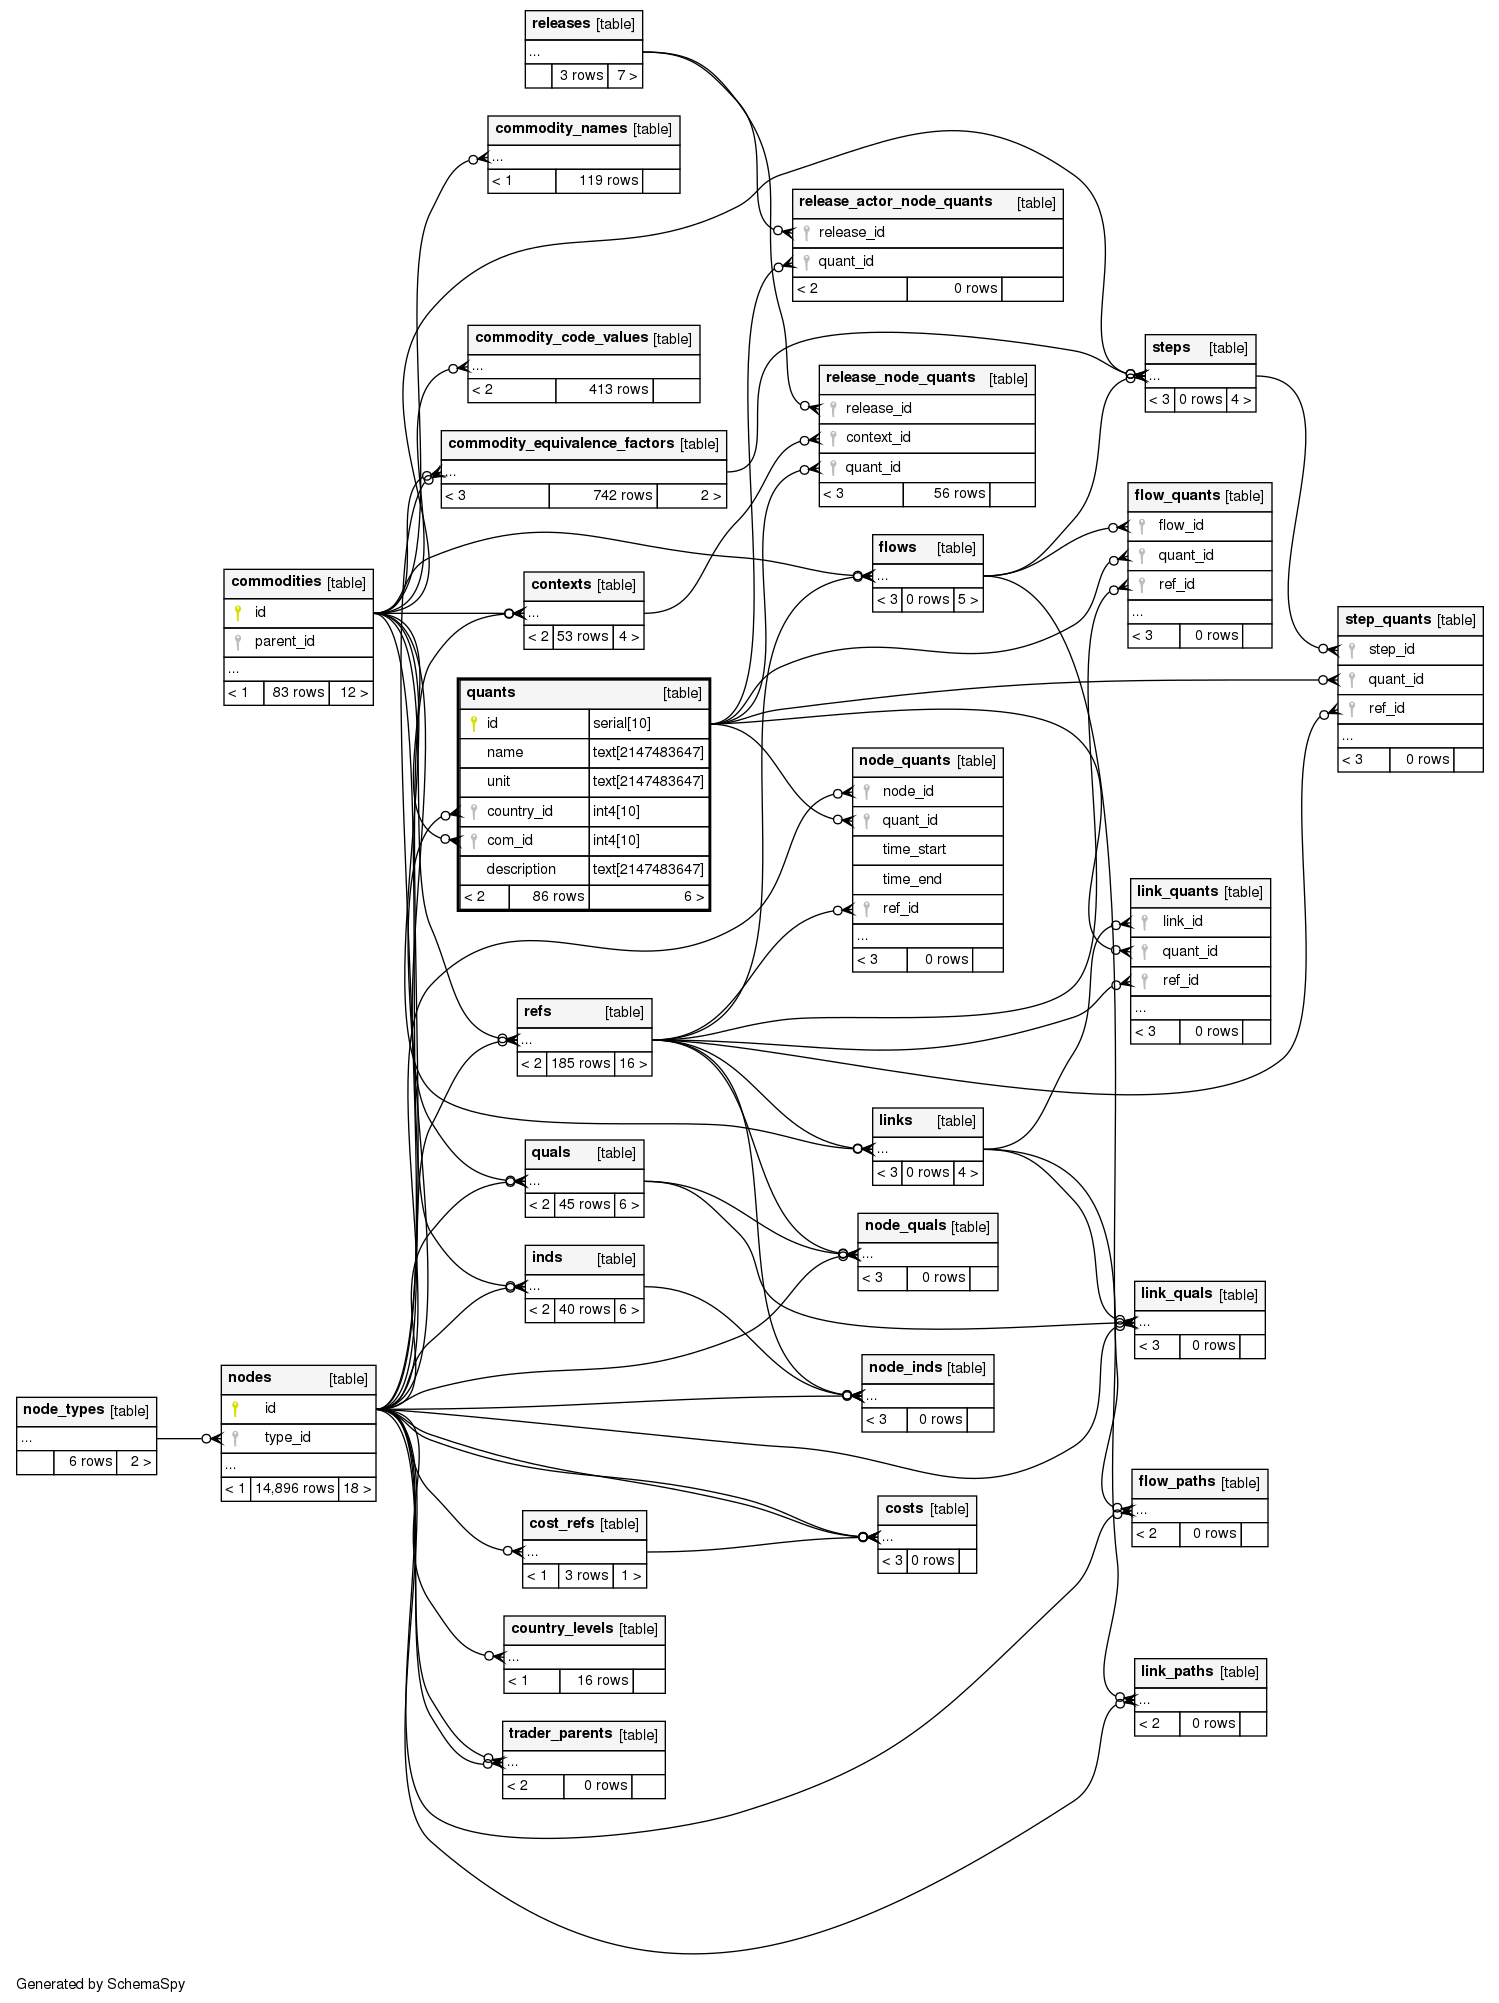 releases [table]
...
3 rows 7 >
commodity_names [table]
...
< 1 119 rows
release_actor_node_quants [table]
release_id
quant_id
< 2 0 rows
commodity_code_values [table]
...
< 2 413 rows
steps [table]
...
< 3 0 rows 4 >
release_node_quants [table]
release_id
context_id
quant_id
< 3 56 rows
commodity_equivalence_factors [table]
...
< 3 742 rows 2 >
flow_quants [table]
flow_id
quant_id
ref_id
...
< 3 0 rows
flows [table]
...
< 3 0 rows 5 >
commodities [table]
id
parent_id
...
< 1 83 rows 12 >
contexts [table]
...
< 2 53 rows 4 >
step_quants [table]
step_id
quant_id
ref_id
...
< 3 0 rows
quants [table]
id serial[10]
name text[2147483647]
unit text[2147483647]
country_id int4[10]
com_id int4[10]
description text[2147483647]
< 2 86 rows 6 >
node_quants [table]
node_id
quant_id
time_start
time_end
ref_id
...
< 3 0 rows
link_quants [table]
link_id
quant_id
ref_id
...
< 3 0 rows
refs [table]
...
< 2 185 rows 16 >
links [table]
...
< 3 0 rows 4 >
quals [table]
...
< 2 45 rows 6 >
node_quals [table]
...
< 3 0 rows
inds [table]
...
< 2 40 rows 6 >
link_quals [table]
...
< 3 0 rows
node_inds [table]
...
< 3 0 rows
nodes [table]
id
type_id
...
< 1 14,896 rows 18 >
node_types [table]
...
6 rows 2 >
flow_paths [table]
...
< 2 0 rows
costs [table]
...
< 3 0 rows
cost_refs [table]
...
< 1 3 rows 1 >
country_levels [table]
...
< 1 16 rows
link_paths [table]
...
< 2 0 rows
trader_parents [table]
...
< 2 0 rows
Generated by SchemaSpy